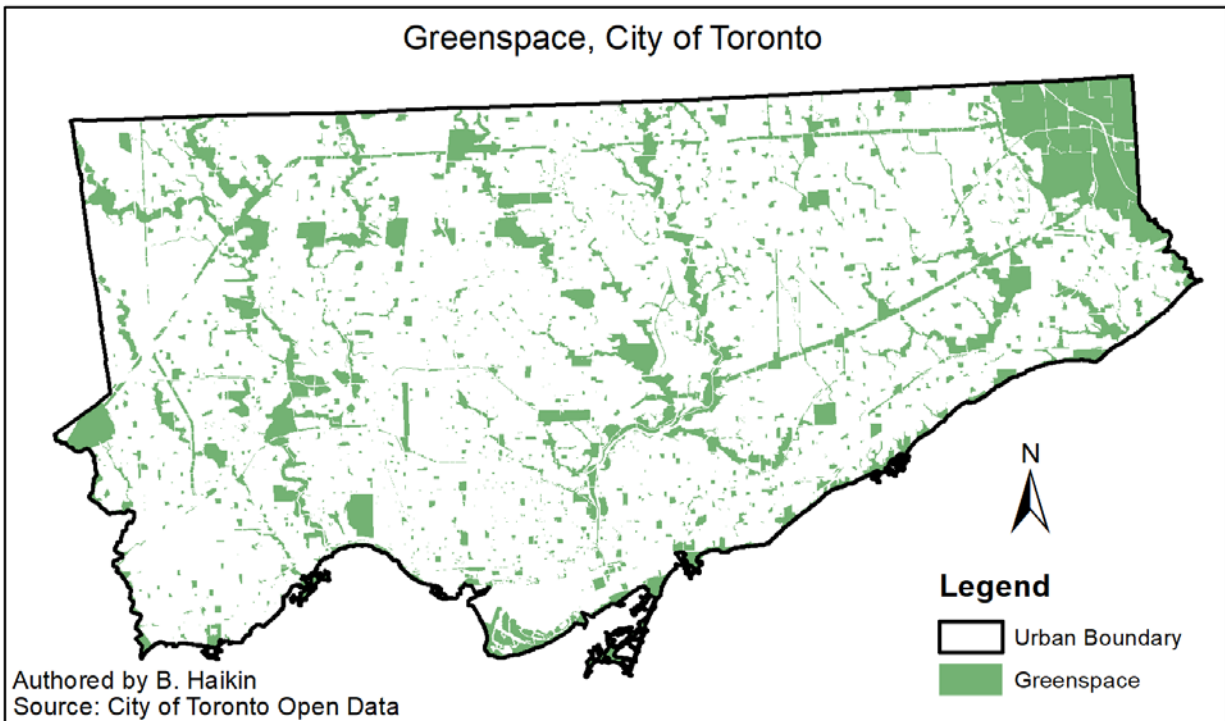 Greenspace, City of Toronto
N
Legend
Urban Boundary
Greenspace
Authored by B. Haikin
Source: City of Toronto Open Data